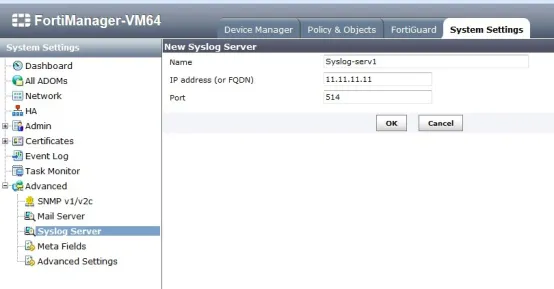 FortiManager-VM64
Device Manager Policy & Objects FortiGuard System Settings
System Settings
Dashboard
All ADOMs
Network
HA
Admin
Certificates
Event Log
Task Monitor
Advanced
SNMP v1/v2c
Mail Server
Syslog Server
Meta Fields
Advanced Settings
New Syslog Server
Name Syslog-serv1
IP address (or FQDN) 11.11.11.11
Port 514
OK Cancel